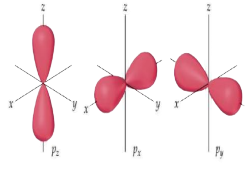 z z z
x y x y x y
p_z p_x p_y